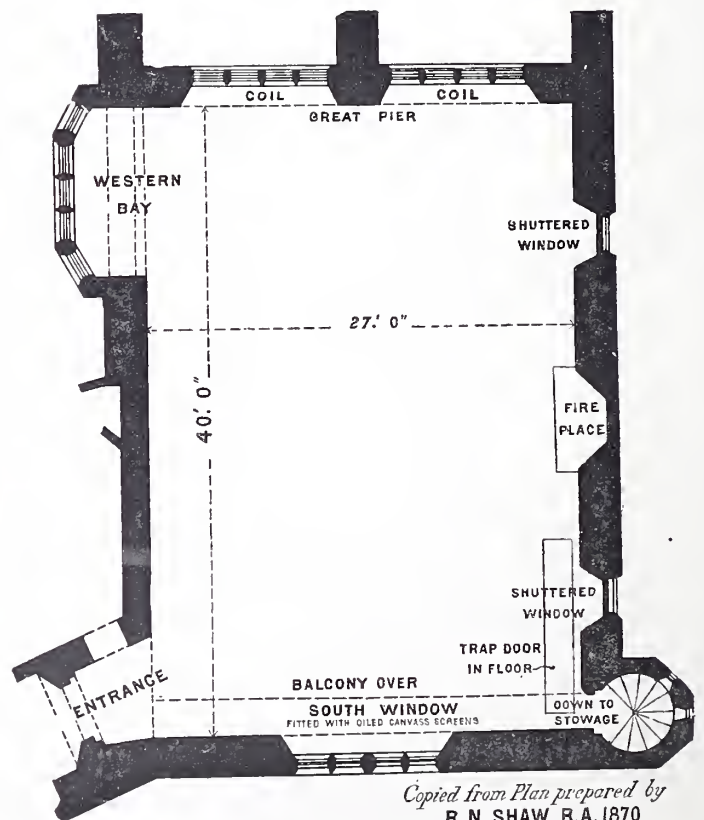 COIL COIL
GREAT PIER
WESTERN
BAY
SHUTTERED
WINDOW
27.' 0"
40.' 0"
FIRE
PLACE
SHUTTERED
WINDOW
TRAP DOOR
IN FLOOR
ENTRANCE
BALCONY OVER
SOUTH WINDOW
FITTED WITH OILED CANVASS SCREENS
DOWN TO
STOWAGE
Copied from Plan prepared by
R. N. SHAW, R.A. 1870